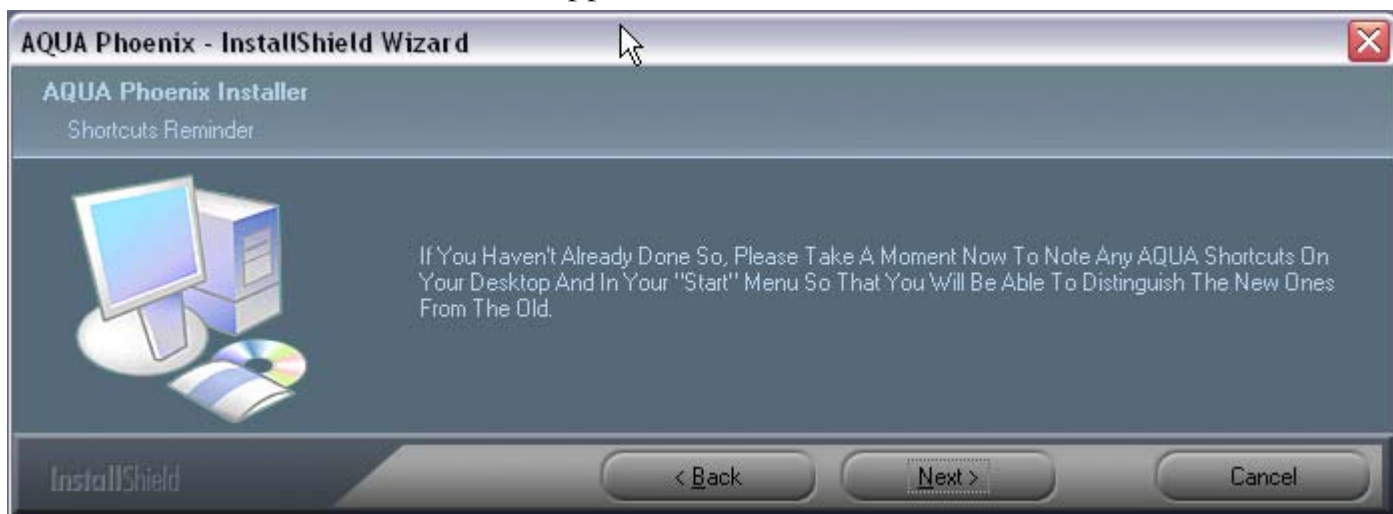 AQUA Phoenix - InstallShield Wizard
AQUA Phoenix Installer
Shortcuts Reminder
If You Haven't Already Done So, Please Take A Moment Now To Note Any AQUA Shortcuts On
Your Desktop And In Your "Start" Menu So That You Will Be Able To Distinguish The New Ones
From The Old.
InstallShield
< Back
Next >
Cancel